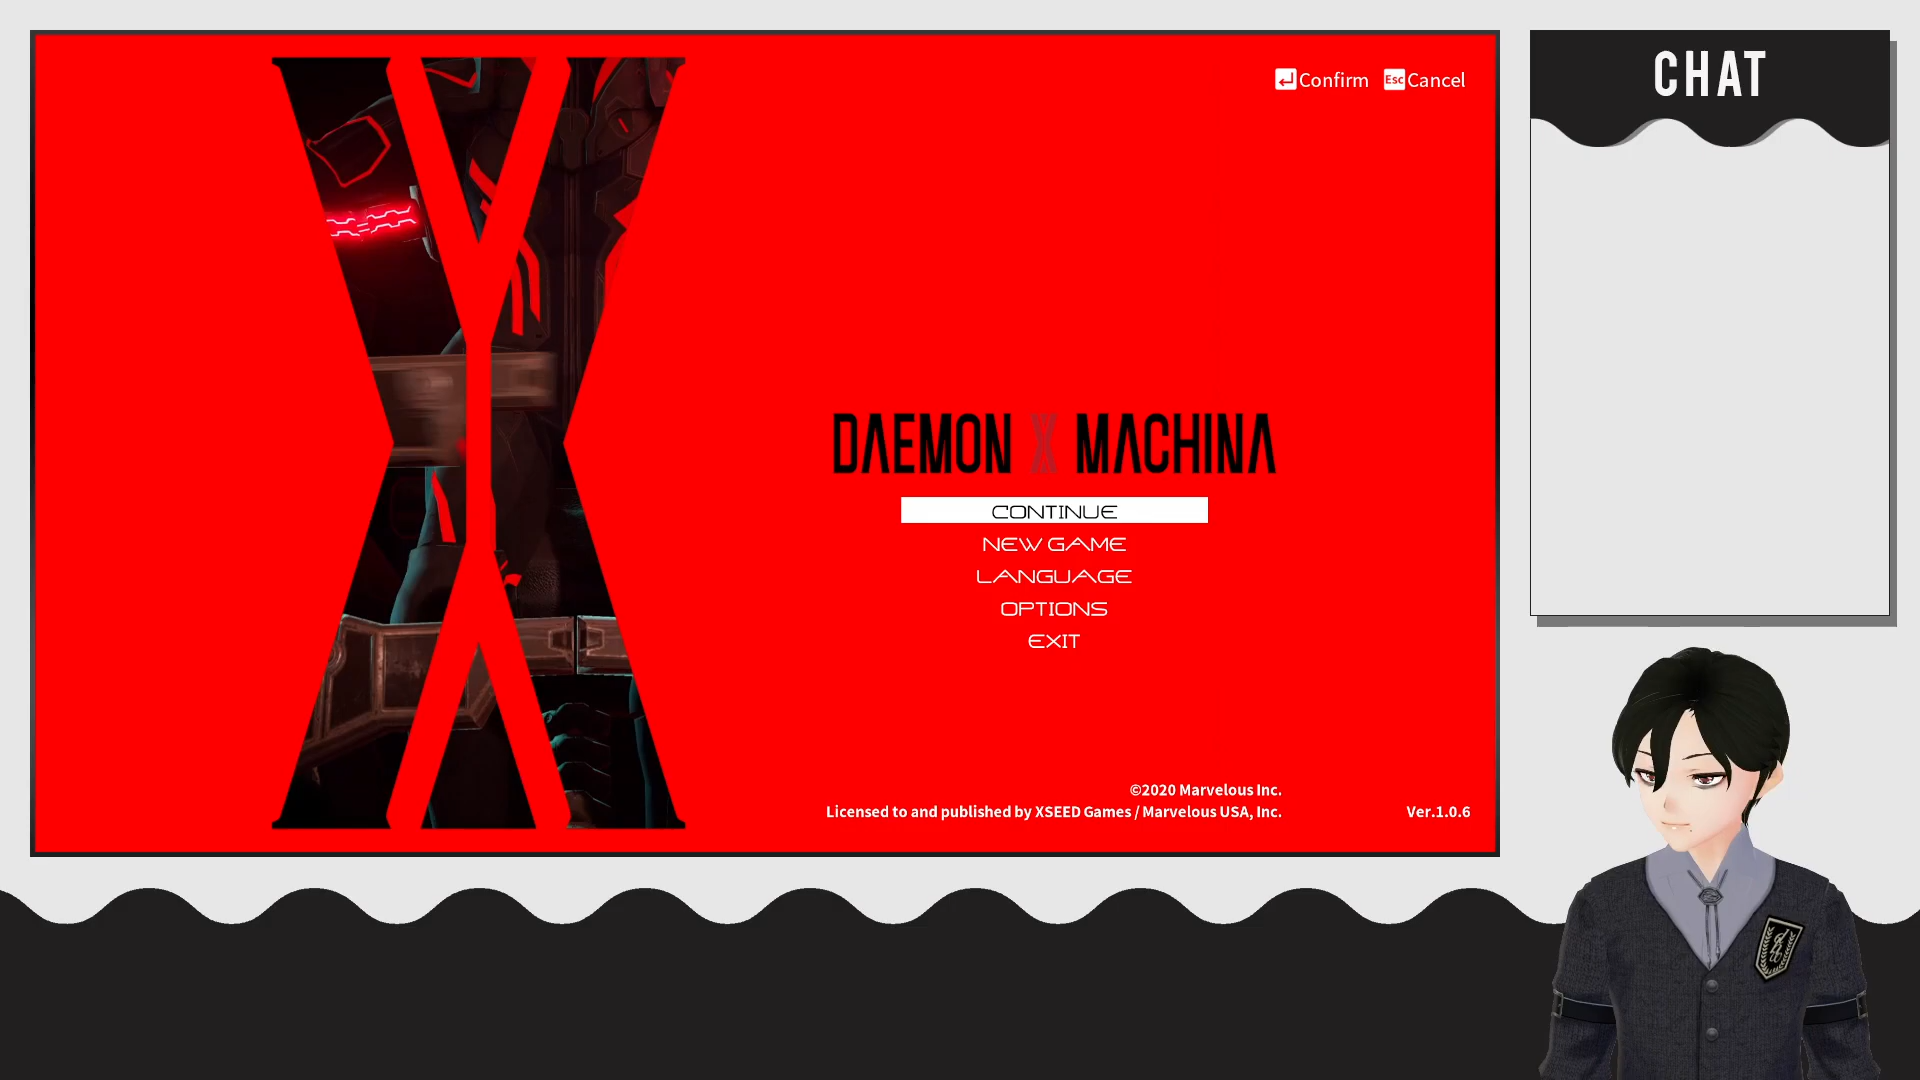 Confirm
Esc Cancel
CHAT
DAEMON X MACHINA
CONTINUE
NEW GAME
LANGUAGE
OPTIONS
EXIT
©2020 Marvelous Inc.
Licensed to and published by XSEED Games / Marvelous USA, Inc.
Ver.1.0.6